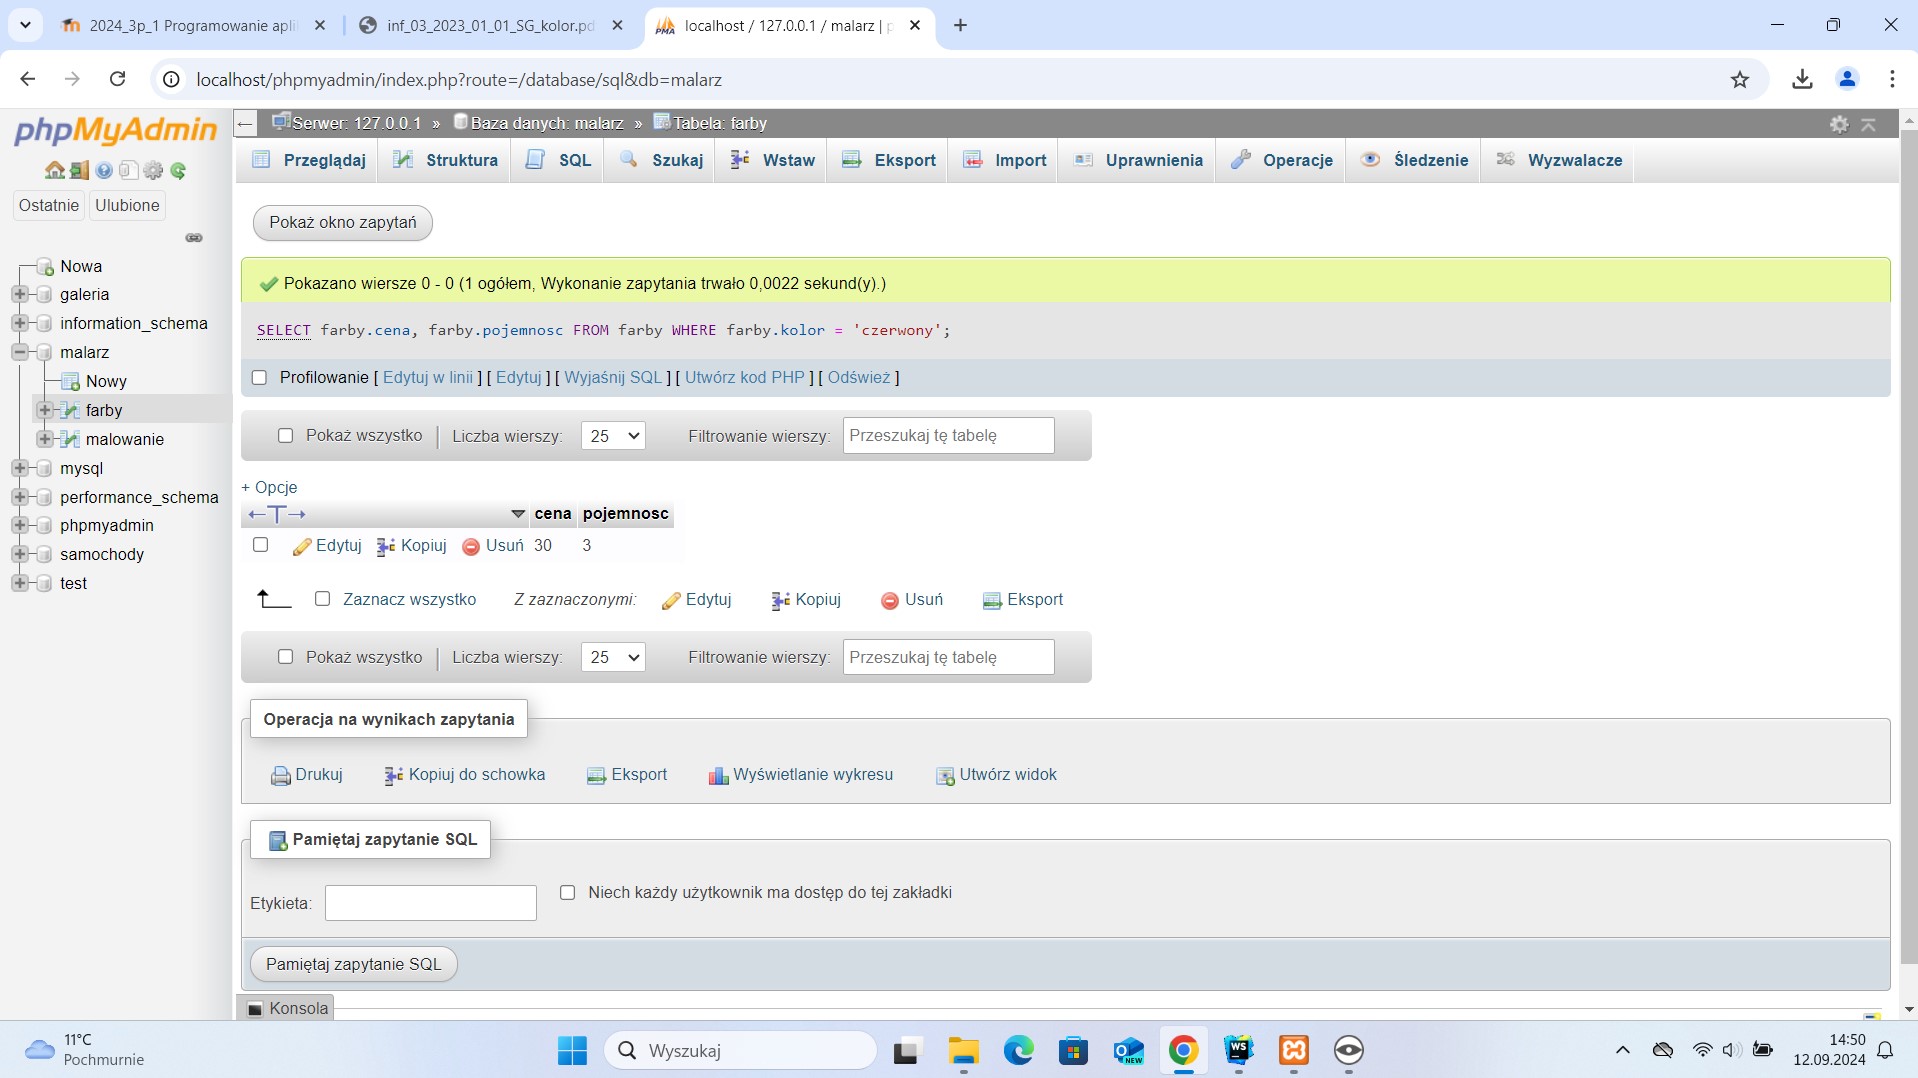 2024_3p_1 Programowanie apli
inf_03_2023_01_01_SG_kolor.pd
localhost / 127.0.0.1 / malarz | p
localhost/phpmyadmin/index.php?route=/database/sql&db=malarz
phpMyAdmin
Ostatnie
Ulubione
Nowa
galeria
information_schema
malarz
Nowy
farby
malowanie
mysql
performance_schema
phpmyadmin
samochody
test
Serwer: 127.0.0.1 » Baza danych: malarz » Tabela: farby
Przeglądaj Struktura SQL Szukaj Wstaw Eksport Import Uprawnienia Operacje Śledzenie Wyzwalacze
Pokaż okno zapytań
Pokazano wiersze 0 - 0 (1 ogółem, Wykonanie zapytania trwało 0,0022 sekund(y).)
SELECT farby.cena, farby.pojemnosc FROM farby WHERE farby.kolor = 'czerwony';
Profilowanie [ Edytuj w linii ] [ Edytuj ] [ Wyjaśnij SQL ] [ Utwórz kod PHP ] [ Odśwież ]
Pokaż wszystko Liczba wierszy: 25 Filtrowanie wierszy: Przeszukaj tę tabelę
+ Opcje
←T→ cena pojemnosc
Edytuj Kopiuj Usuń 30 3
Zaznacz wszystko Z zaznaczonymi: Edytuj Kopiuj Usuń Eksport
Pokaż wszystko Liczba wierszy: 25 Filtrowanie wierszy: Przeszukaj tę tabelę
Operacja na wynikach zapytania
Drukuj Kopiuj do schowka Eksport Wyświetlanie wykresu Utwórz widok
Pamiętaj zapytanie SQL
Etykieta: Niech każdy użytkownik ma dostęp do tej zakładki
Pamiętaj zapytanie SQL
Konsola
11°C
Pochmurnie
Wyszukaj
14:50
12.09.2024